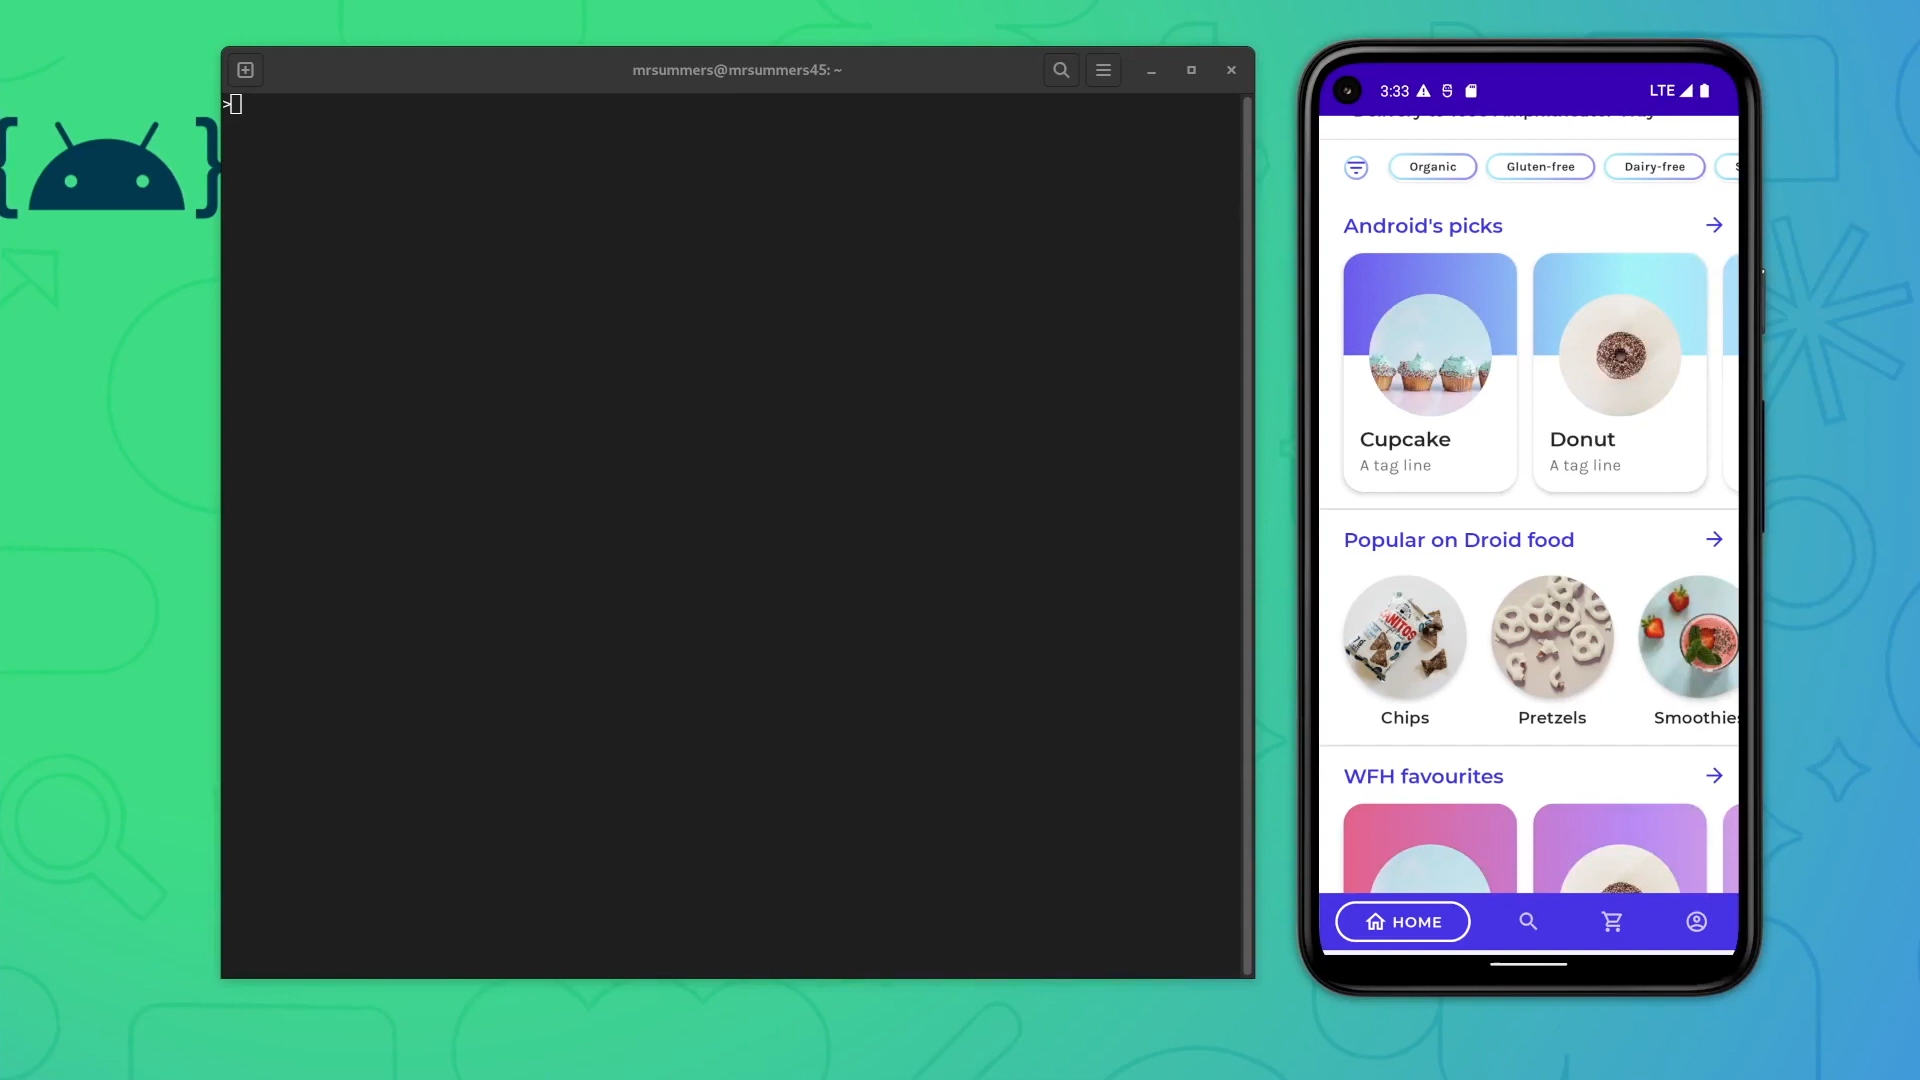 mrsummers@mrsummers45: ~
>
3:33
LTE
Organic
Gluten-free
Dairy-free
Android's picks
Cupcake
A tag line
Donut
A tag line
Popular on Droid food
Chips
Pretzels
Smoothies
WFH favourites
HOME